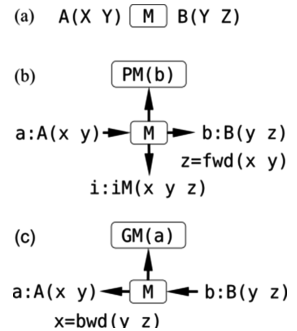 (a) A(X Y) M B(Y Z)
(b) PM(b)
a:A(x y) M b:B(y z)
z=fwd(x y)
i:iM(x y z)
(c) GM(a)
a:A(x y) M b:B(y z)
x=bwd(y z)